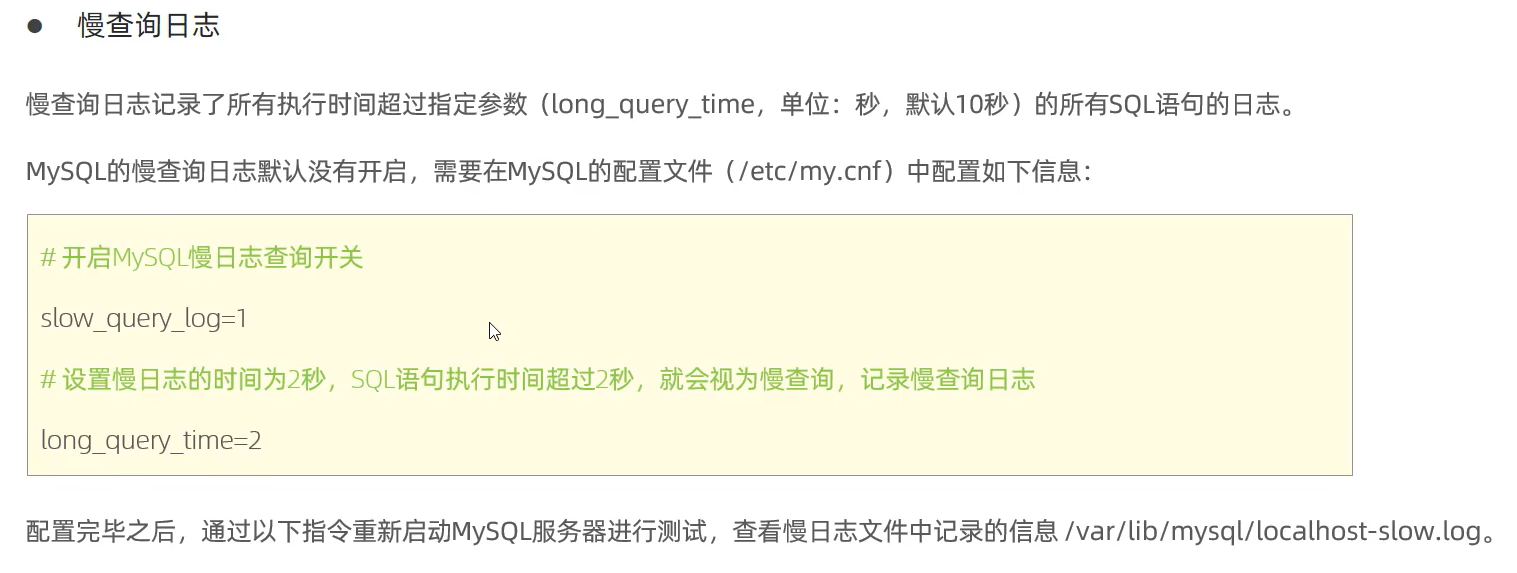 ● 慢查询日志
慢查询日志记录了所有执行时间超过指定参数（long_query_time，单位：秒，默认10秒）的所有SQL语句的日志。
MySQL的慢查询日志默认没有开启，需要在MySQL的配置文件（/etc/my.cnf）中配置如下信息：
# 开启MySQL慢日志查询开关
slow_query_log=1
# 设置慢日志的时间为2秒，SQL语句执行时间超过2秒，就会视为慢查询，记录慢查询日志
long_query_time=2
配置完毕之后，通过以下指令重新启动MySQL服务器进行测试，查看慢日志文件中记录的信息 /var/lib/mysql/localhost-slow.log。